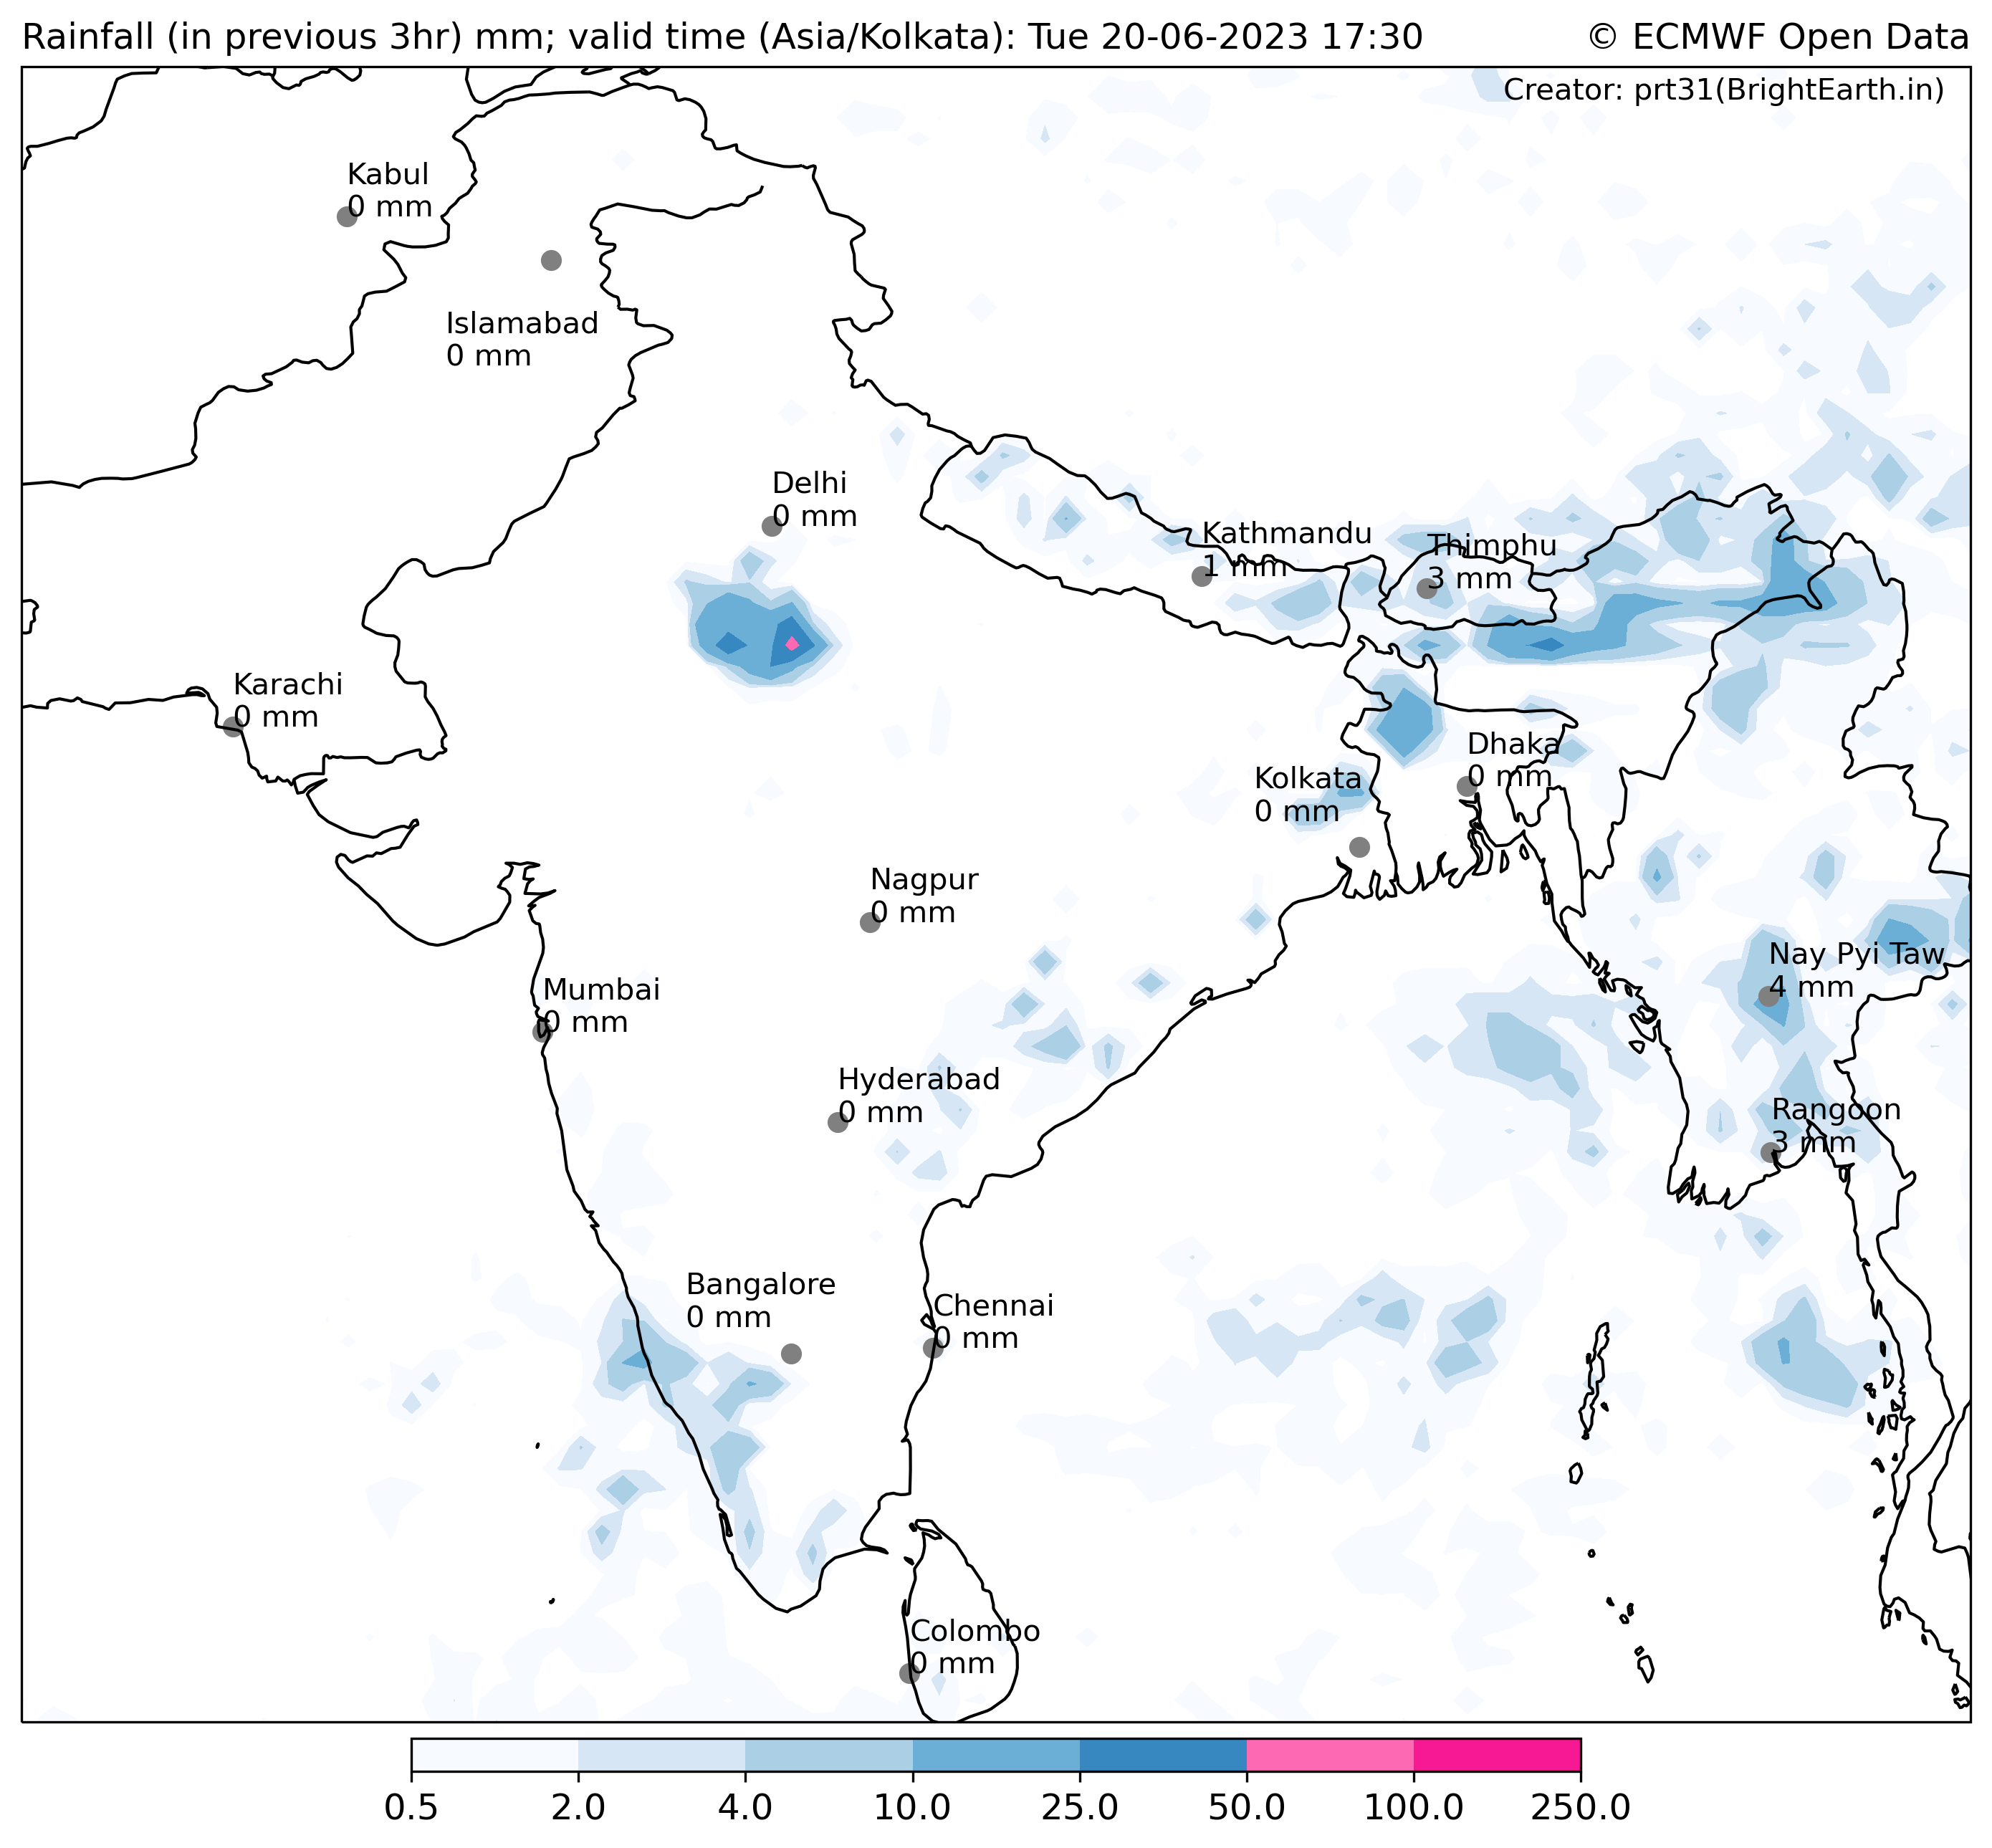 Rainfall (in previous 3hr) mm; valid time (Asia/Kolkata): Tue 20-06-2023 17:30
© ECMWF Open Data
Creator: prt31(BrightEarth.in)
Kabul
0 mm
Islamabad
0 mm
Delhi
0 mm
Kathmandu
1 mm
Thimphu
3 mm
Karachi
0 mm
Dhaka
0 mm
Kolkata
0 mm
Nagpur
0 mm
Nay Pyi Taw
4 mm
Mumbai
0 mm
Hyderabad
0 mm
Rangoon
3 mm
Bangalore
0 mm
Chennai
0 mm
Colombo
0 mm
0.5 2.0 4.0 10.0 25.0 50.0 100.0 250.0